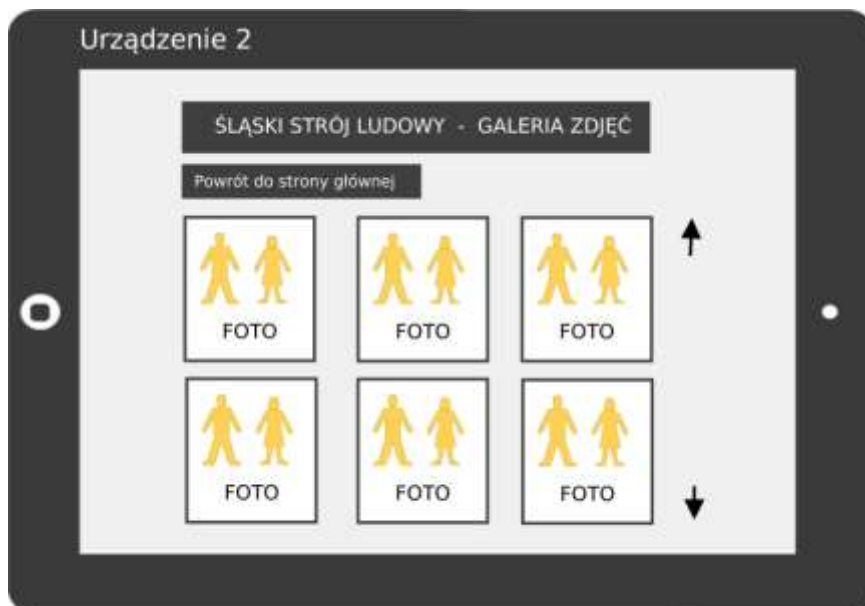 Urządzenie 2
ŚLĄSKI STRÓJ LUDOWY - GALERIA ZDJĘĆ
Powrót do strony głównej
FOTO FOTO FOTO
FOTO FOTO FOTO